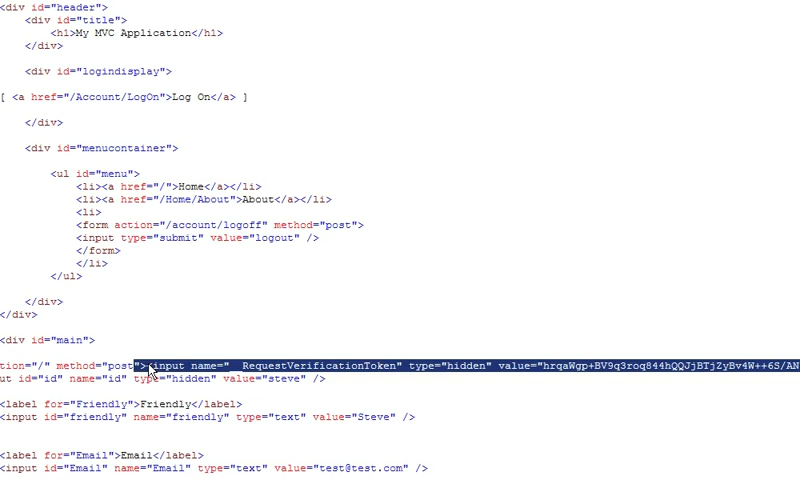 <div id="header">
<div id="title">
<h1>My MVC Application</h1>
</div>
<div id="logindisplay">
[ <a href="/Account/LogOn">Log On</a> ]
</div>
<div id="menucontainer">
<ul id="menu">
<li><a href="/">Home</a></li>
<li><a href="/Home/About">About</a></li>
<li>
<form action="/account/logoff" method="post">
<input type="submit" value="logout" />
</form>
</li>
</ul>
</div>
</div>
<div id="main">
tion="/" method="post"><input name="__RequestVerificationToken" type="hidden" value="hrqaWgp+BV9q3roq844hQQJjBTjZyBv4W++6S/AN
ut id="id" name="id" type="hidden" value="steve" />
<label for="Friendly">Friendly</label>
<input id="friendly" name="friendly" type="text" value="Steve" />
<label for="Email">Email</label>
<input id="Email" name="Email" type="text" value="test@test.com" />